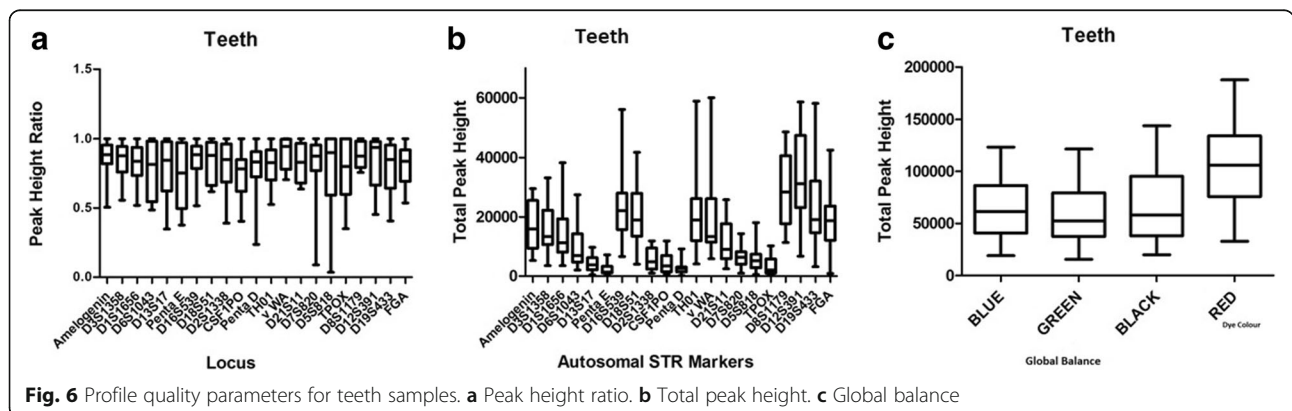 a
Teeth
Peak Height Ratio
1.5
1.0
0.5
0.0
Amelogenin
D3S1358
D1S1656
D6S1043
D13S17
Penta E
D16S539
D18S51
D2S1338
CSF1PO
Penta D
TH01
v WA
D21S11
D7S820
D5S818
TPOX
D8S1179
D12S391
D19S433
FGA
Locus
b
Teeth
Total Peak Height
60000
40000
20000
0
Amelogenin
D3S1358
D1S1656
D6S1043
D13S17
Penta E
D16S539
D18S51
D2S1338
CSF1PO
Penta D
TH01
v WA
D21S11
D7S820
D5S818
TPOX
D8S1179
D12S391
D19S433
FGA
Autosomal STR Markers
c
Teeth
Total Peak Height
200000
150000
100000
50000
0
BLUE
GREEN
BLACK
RED
Dye Colour
Global Balance
Fig. 6 Profile quality parameters for teeth samples. a Peak height ratio. b Total peak height. c Global balance